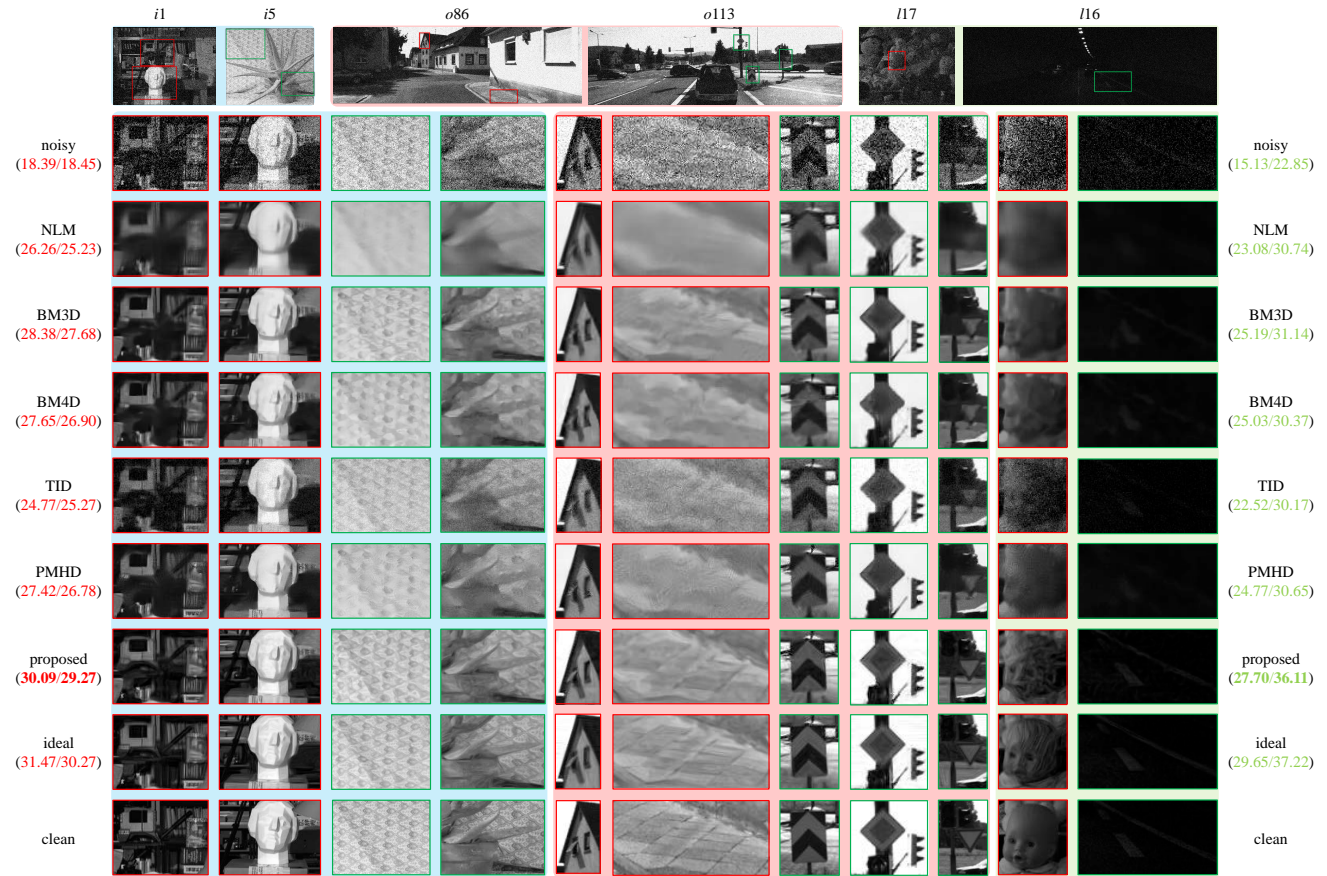 i1 i5 o86 o113 l17 l16
noisy
(18.39/18.45)
noisy
(15.13/22.85)
NLM
(26.26/25.23)
NLM
(23.08/30.74)
BM3D
(28.38/27.68)
BM3D
(25.19/31.14)
BM4D
(27.65/26.90)
BM4D
(25.03/30.37)
TID
(24.77/25.27)
TID
(22.52/30.17)
PMHD
(27.42/26.78)
PMHD
(24.77/30.65)
proposed
(30.09/29.27)
proposed
(27.70/36.11)
ideal
(31.47/30.27)
ideal
(29.65/37.22)
clean
clean